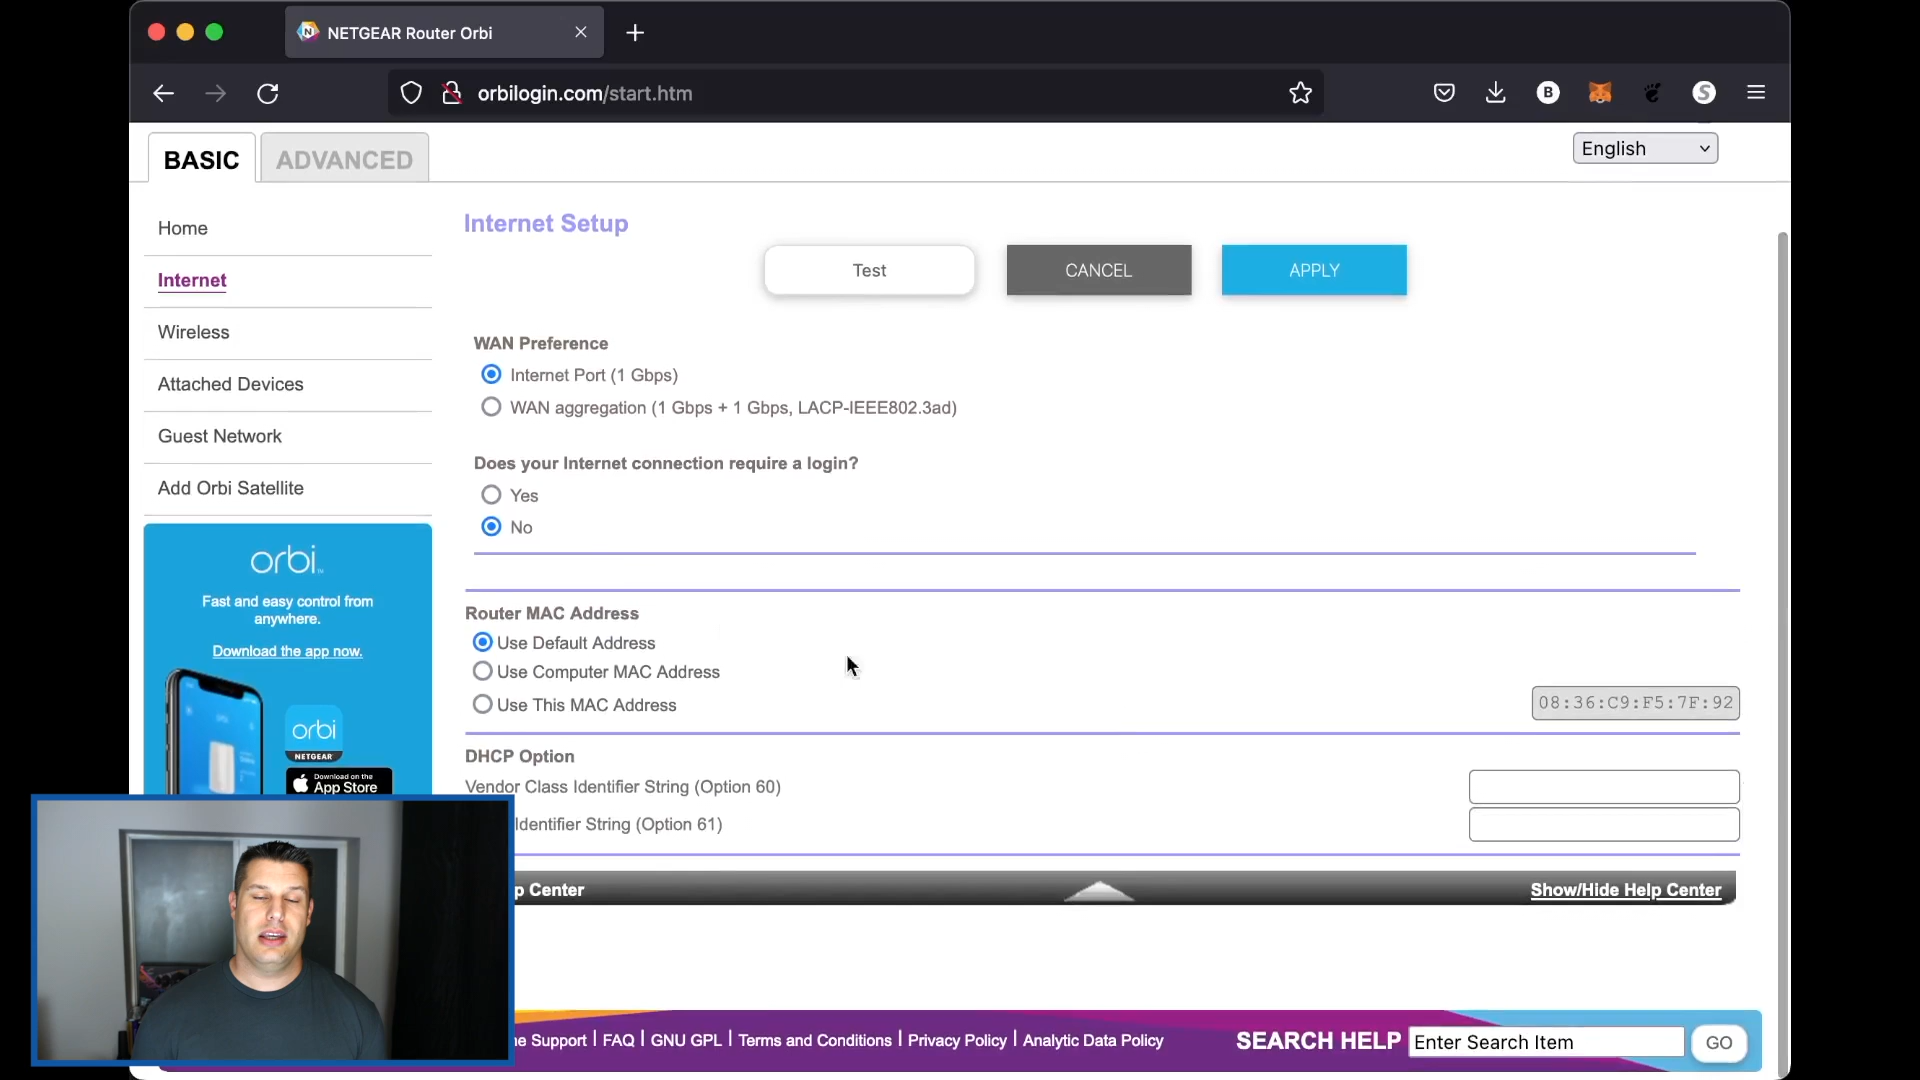 NETGEAR Router Orbi
orbilogin.com/start.htm
B
S
BASIC
ADVANCED
English
Home
Internet
Wireless
Attached Devices
Guest Network
Add Orbi Satellite
orbi
Fast and easy control from
anywhere.
Download the app now.
orbi
NETGEAR
Download on the
App Store
Internet Setup
Test
CANCEL
APPLY
WAN Preference
Internet Port (1 Gbps)
WAN aggregation (1 Gbps + 1 Gbps, LACP-IEEE802.3ad)
Does your Internet connection require a login?
Yes
No
Router MAC Address
Use Default Address
Use Computer MAC Address
Use This MAC Address
08:36:C9:F5:7F:92
DHCP Option
Vendor Class Identifier String (Option 60)
Identifier String (Option 61)
p Center
Show/Hide Help Center
e Support | FAQ | GNU GPL | Terms and Conditions | Privacy Policy | Analytic Data Policy
SEARCH HELP
Enter Search Item
GO